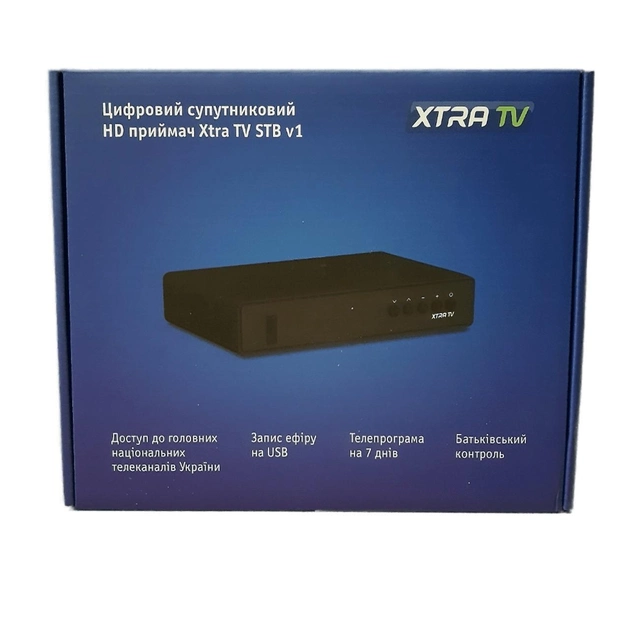 Цифровий супутниковий
HD приймач Xtra TV STB v1
XTRA TV
XTRA TV
Доступ до головних
національних
телеканалів України
Запис ефіру
на USB
Телепрограма
на 7 днів
Батьківський
контроль